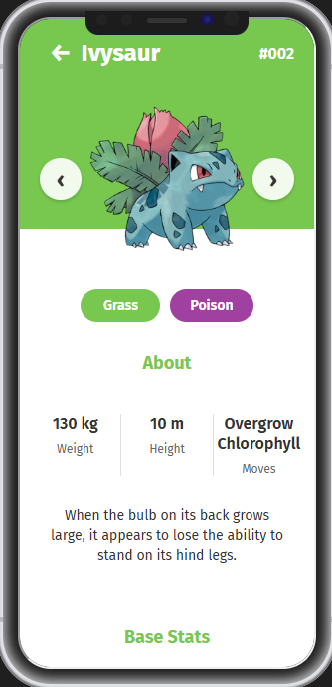 ← Ivysaur #002
‹ ›
Grass Poison
About
130 kg 10 m Overgrow
Chlorophyll
Weight Height Moves
When the bulb on its back grows
large, it appears to lose the ability to
stand on its hind legs.
Base Stats